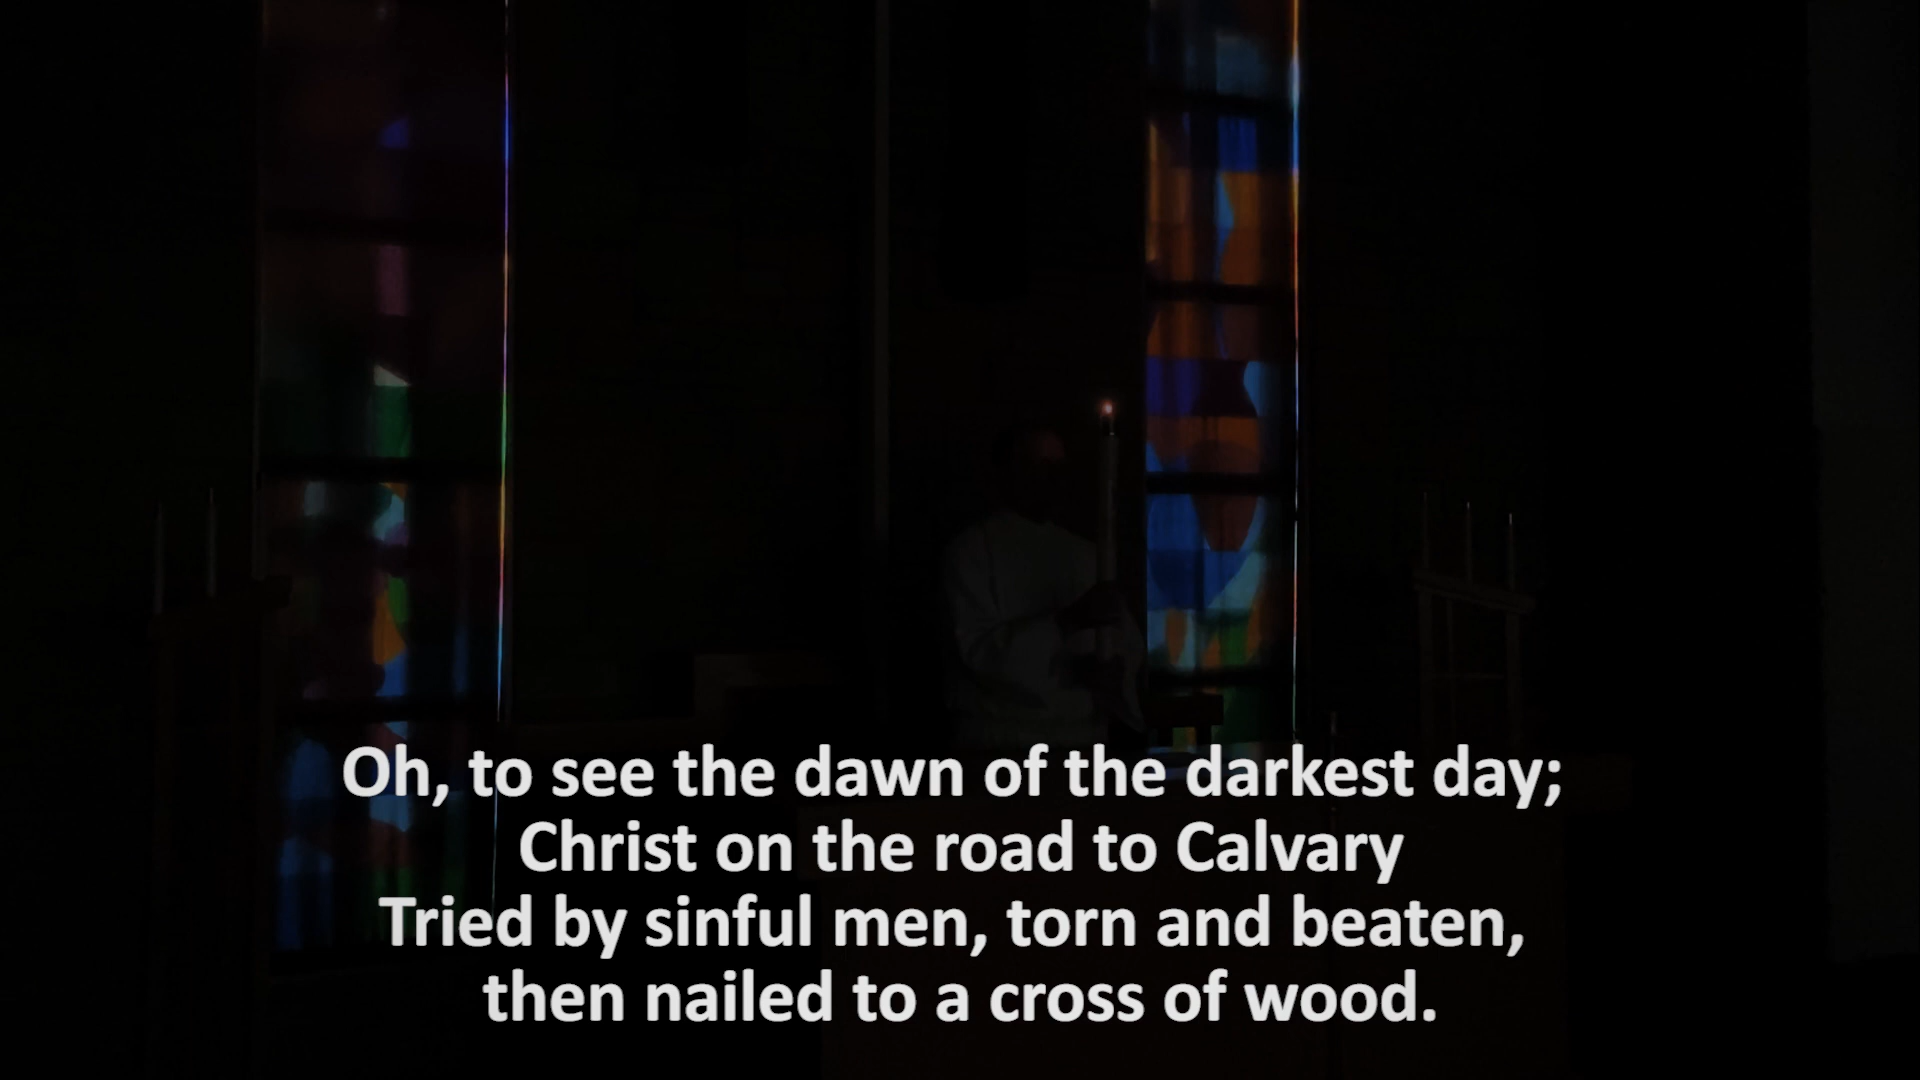 Oh, to see the dawn of the darkest day;
Christ on the road to Calvary
Tried by sinful men, torn and beaten,
then nailed to a cross of wood.